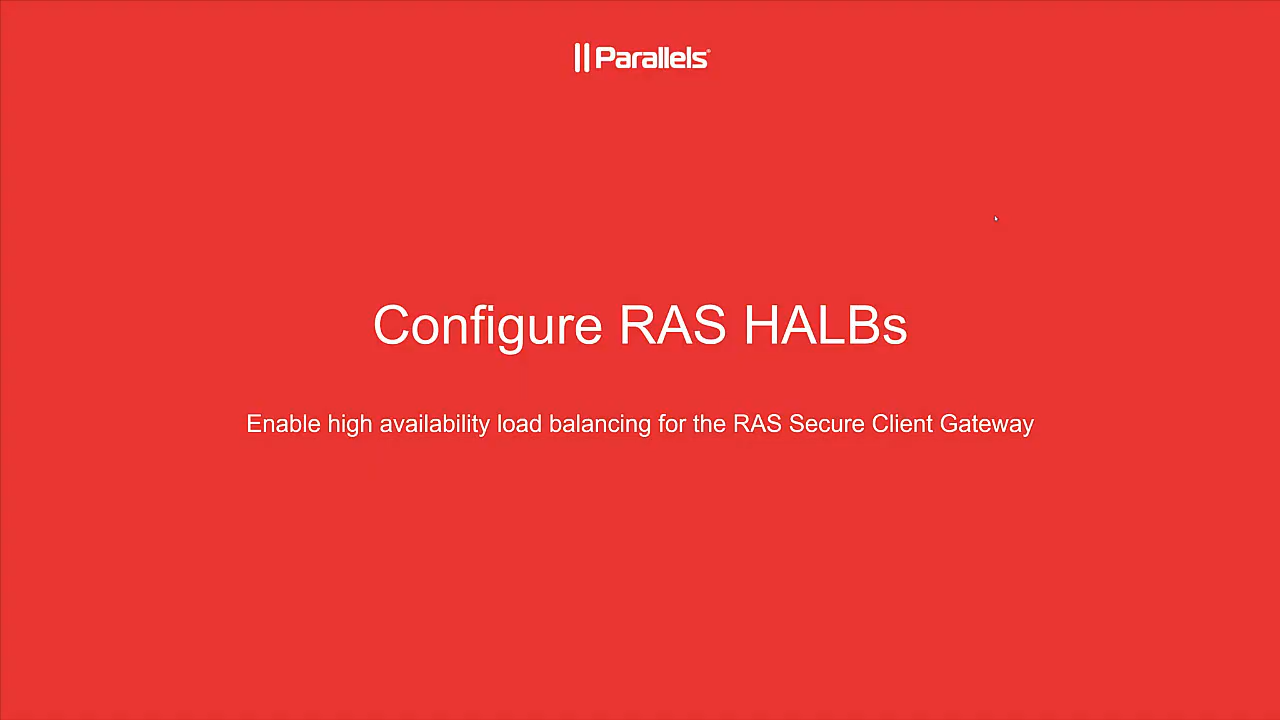 Parallels®
Configure RAS HALBs
Enable high availability load balancing for the RAS Secure Client Gateway